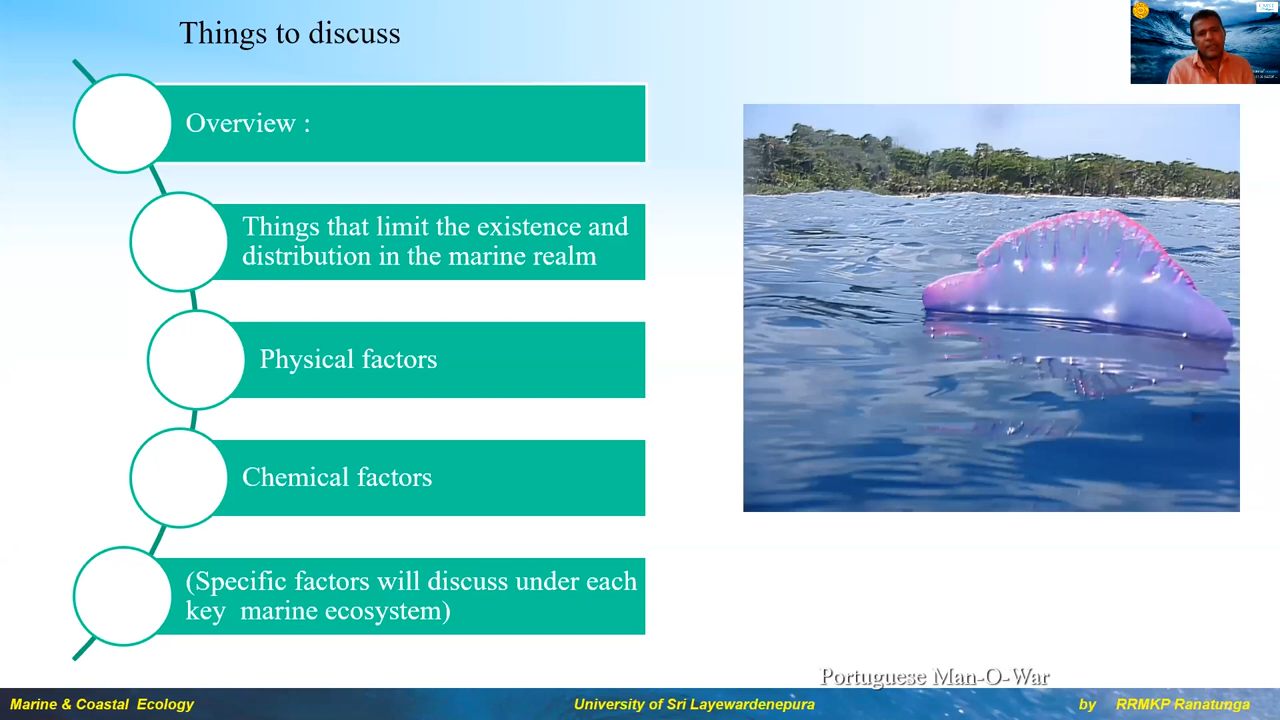 Things to discuss
Overview :
Things that limit the existence and
distribution in the marine realm
Physical factors
Chemical factors
(Specific factors will discuss under each
key marine ecosystem)
Portuguese Man-O-War
Marine & Coastal Ecology
University of Sri Layewardenepura
by RRMKP Ranatunga